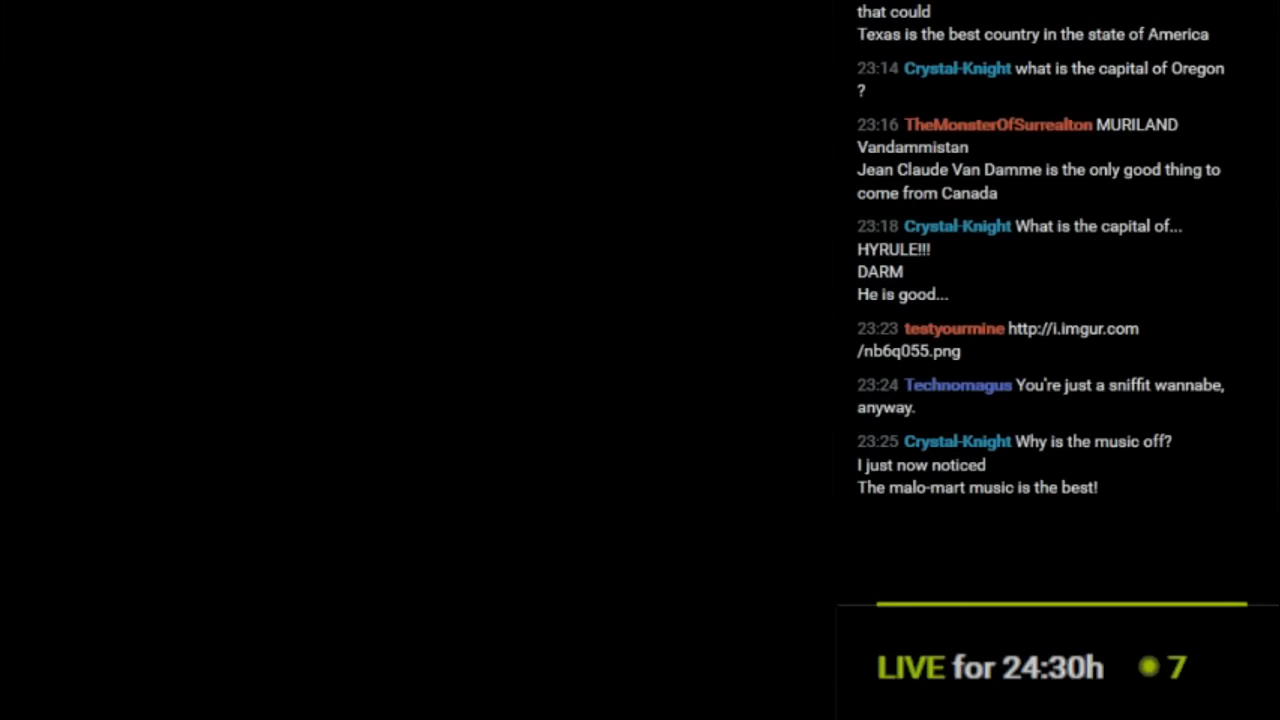 that could
Texas is the best country in the state of America
23:14 Crystal-Knight what is the capital of Oregon
?
23:16 TheMonsterOfSurrealton MURILAND
Vandammistan
Jean Claude Van Damme is the only good thing to
come from Canada
23:18 Crystal-Knight What is the capital of...
HYRULE!!!
DARM
He is good...
23:23 testyourmine http://i.imgur.com
/nb6q055.png
23:24 Technomagus You're just a sniffit wannabe,
anyway.
23:25 Crystal-Knight Why is the music off?
I just now noticed
The malo-mart music is the best!
LIVE for 24:30h 7